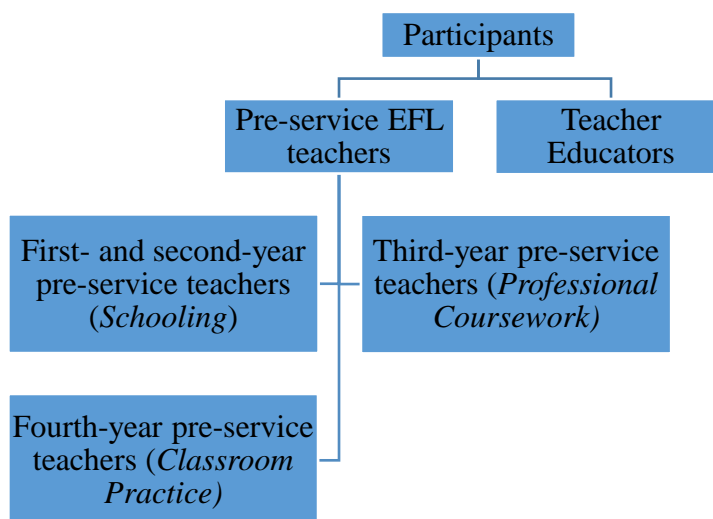 Participants
Pre-service EFL
teachers
Teacher
Educators
First- and second-year
pre-service teachers
(Schooling)
Third-year pre-service
teachers (Professional
Coursework)
Fourth-year pre-service
teachers (Classroom
Practice)